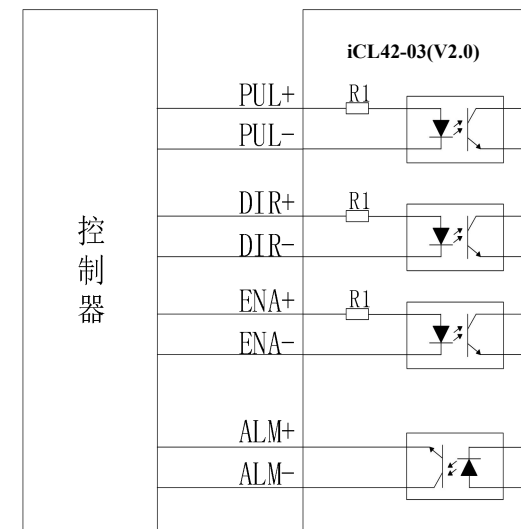 iCL42-03(V2.0)
PUL+ R1
PUL-
DIR+ R1
DIR-
控制器
ENA+ R1
ENA-
ALM+
ALM-